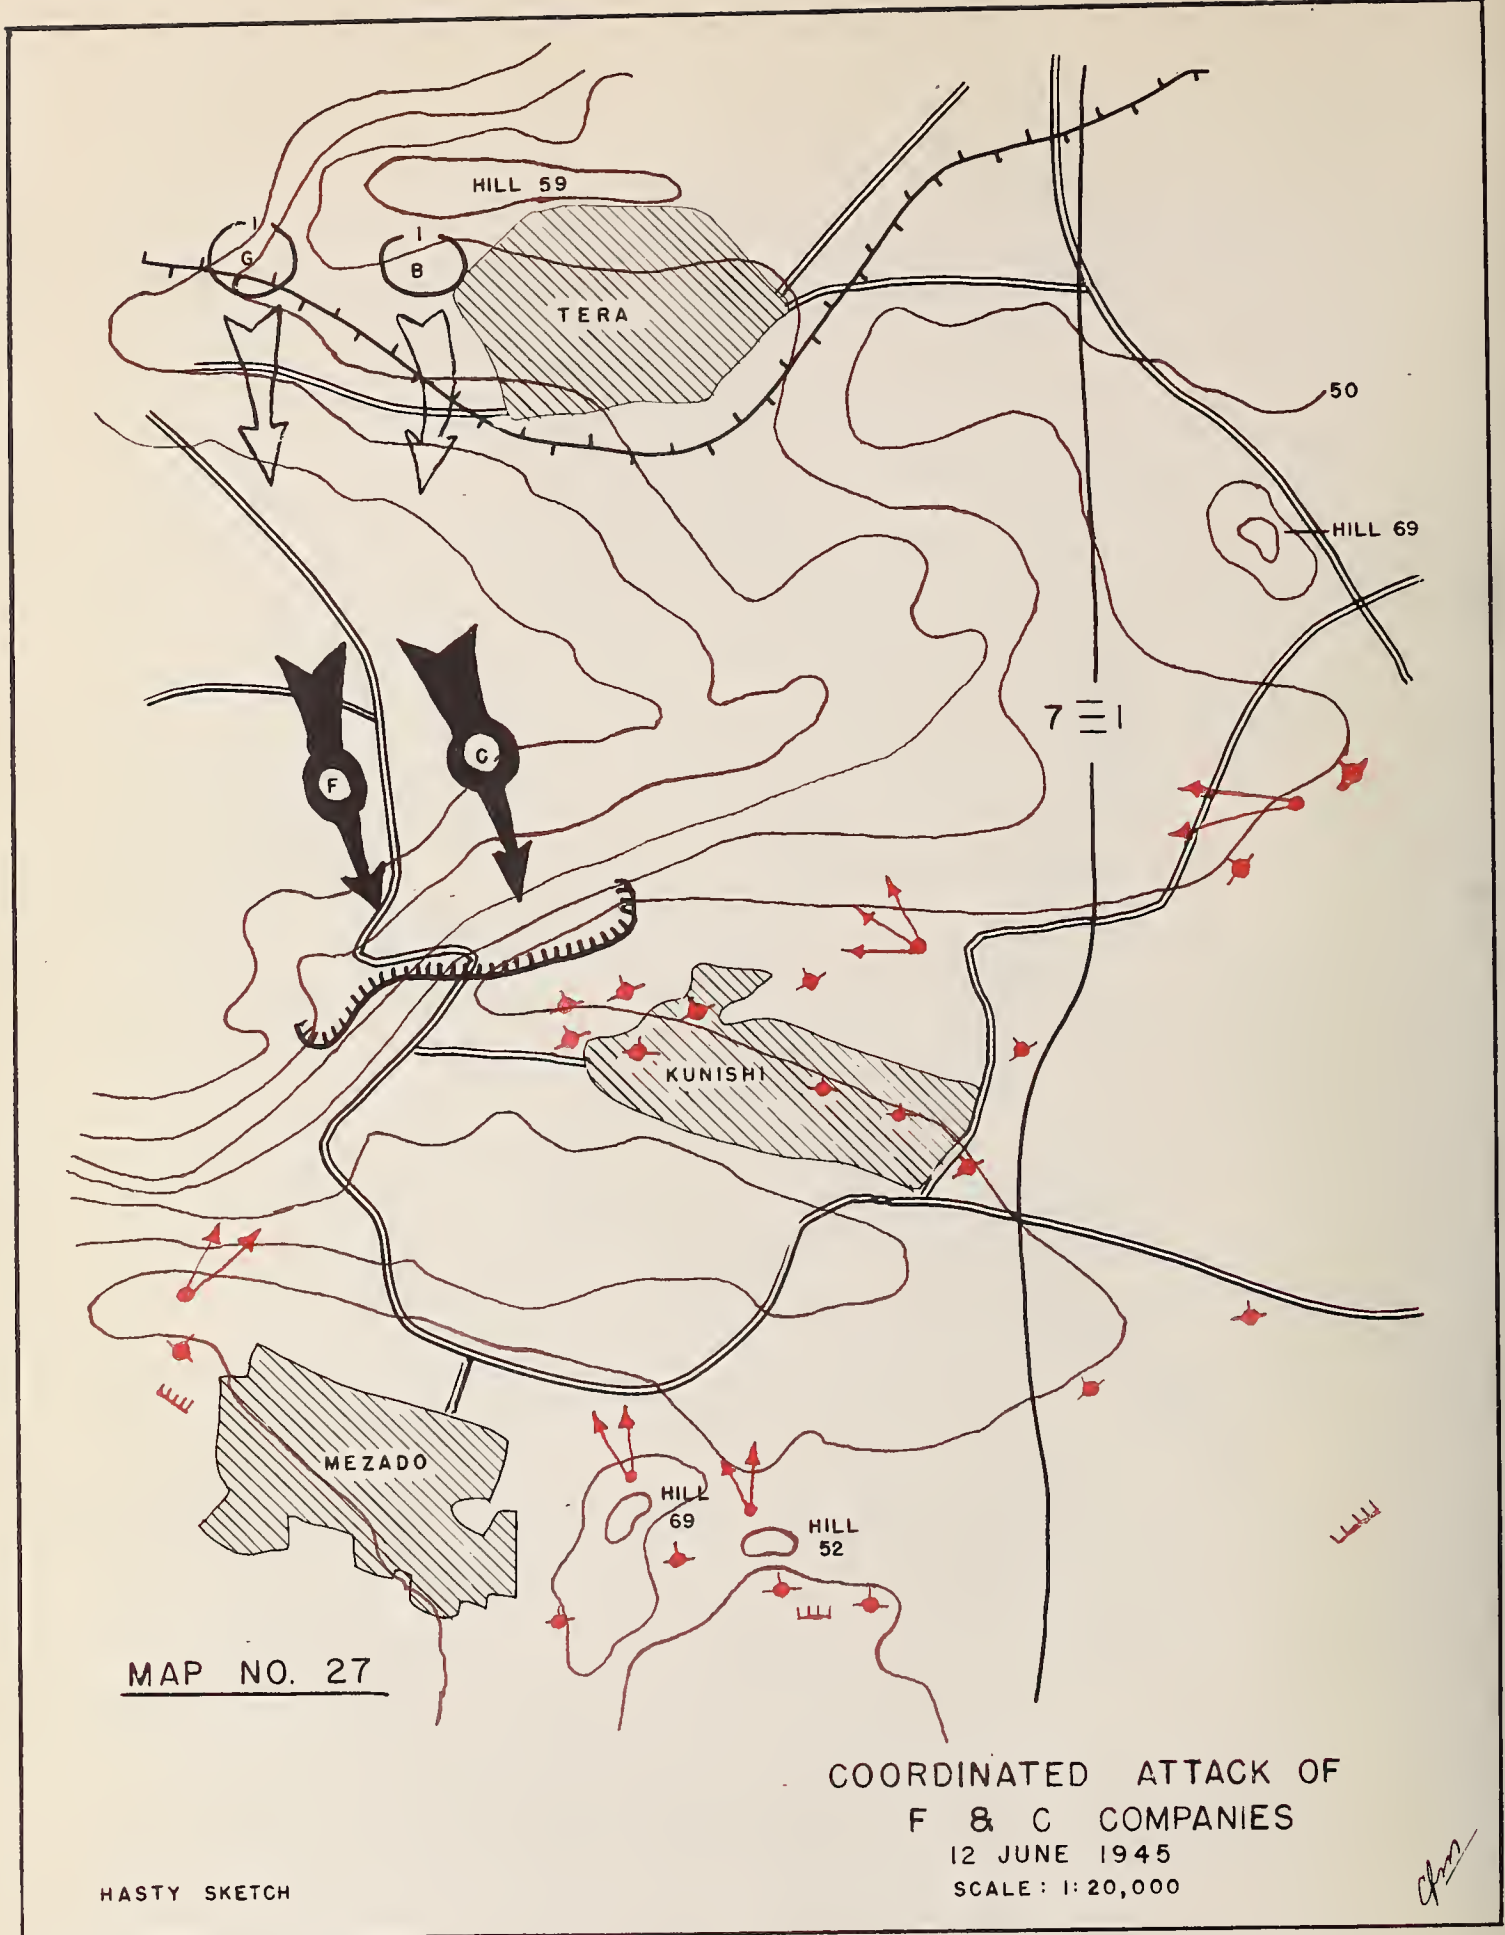 HILL 59
I
G
I
B
TERA
50
HILL 69
C
F
7 1
KUNISHI
MEZADO
HILL
69
HILL
52
MAP NO. 27
COORDINATED ATTACK OF
F & C COMPANIES
12 JUNE 1945
SCALE: 1:20,000
HASTY SKETCH